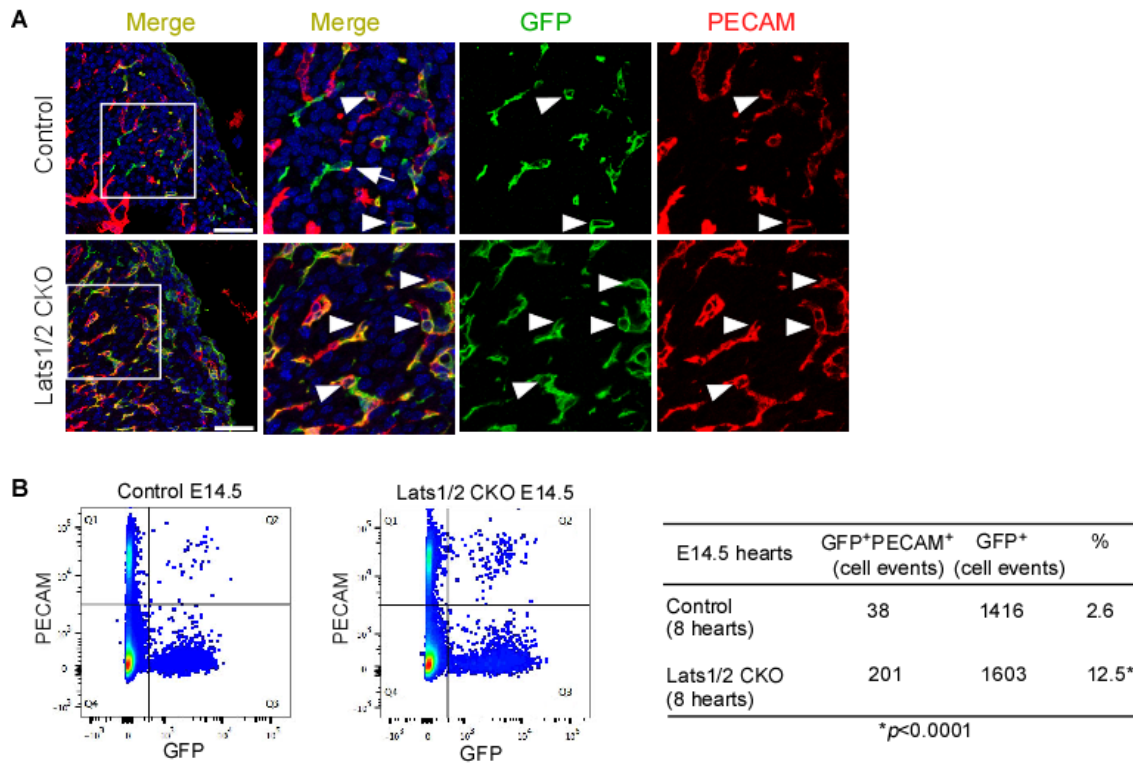 A
Merge
Merge
GFP
PECAM
Control
Lats1/2 CKO
B
Control E14.5
Q1
Q2
Q3
Q4
PECAM
GFP
Lats1/2 CKO E14.5
Q1
Q2
Q3
Q4
PECAM
GFP
E14.5 hearts
GFP⁺PECAM⁺
(cell events)
GFP⁺
(cell events)
%
Control
(8 hearts)
38
1416
2.6
Lats1/2 CKO
(8 hearts)
201
1603
12.5*
*p<0.0001